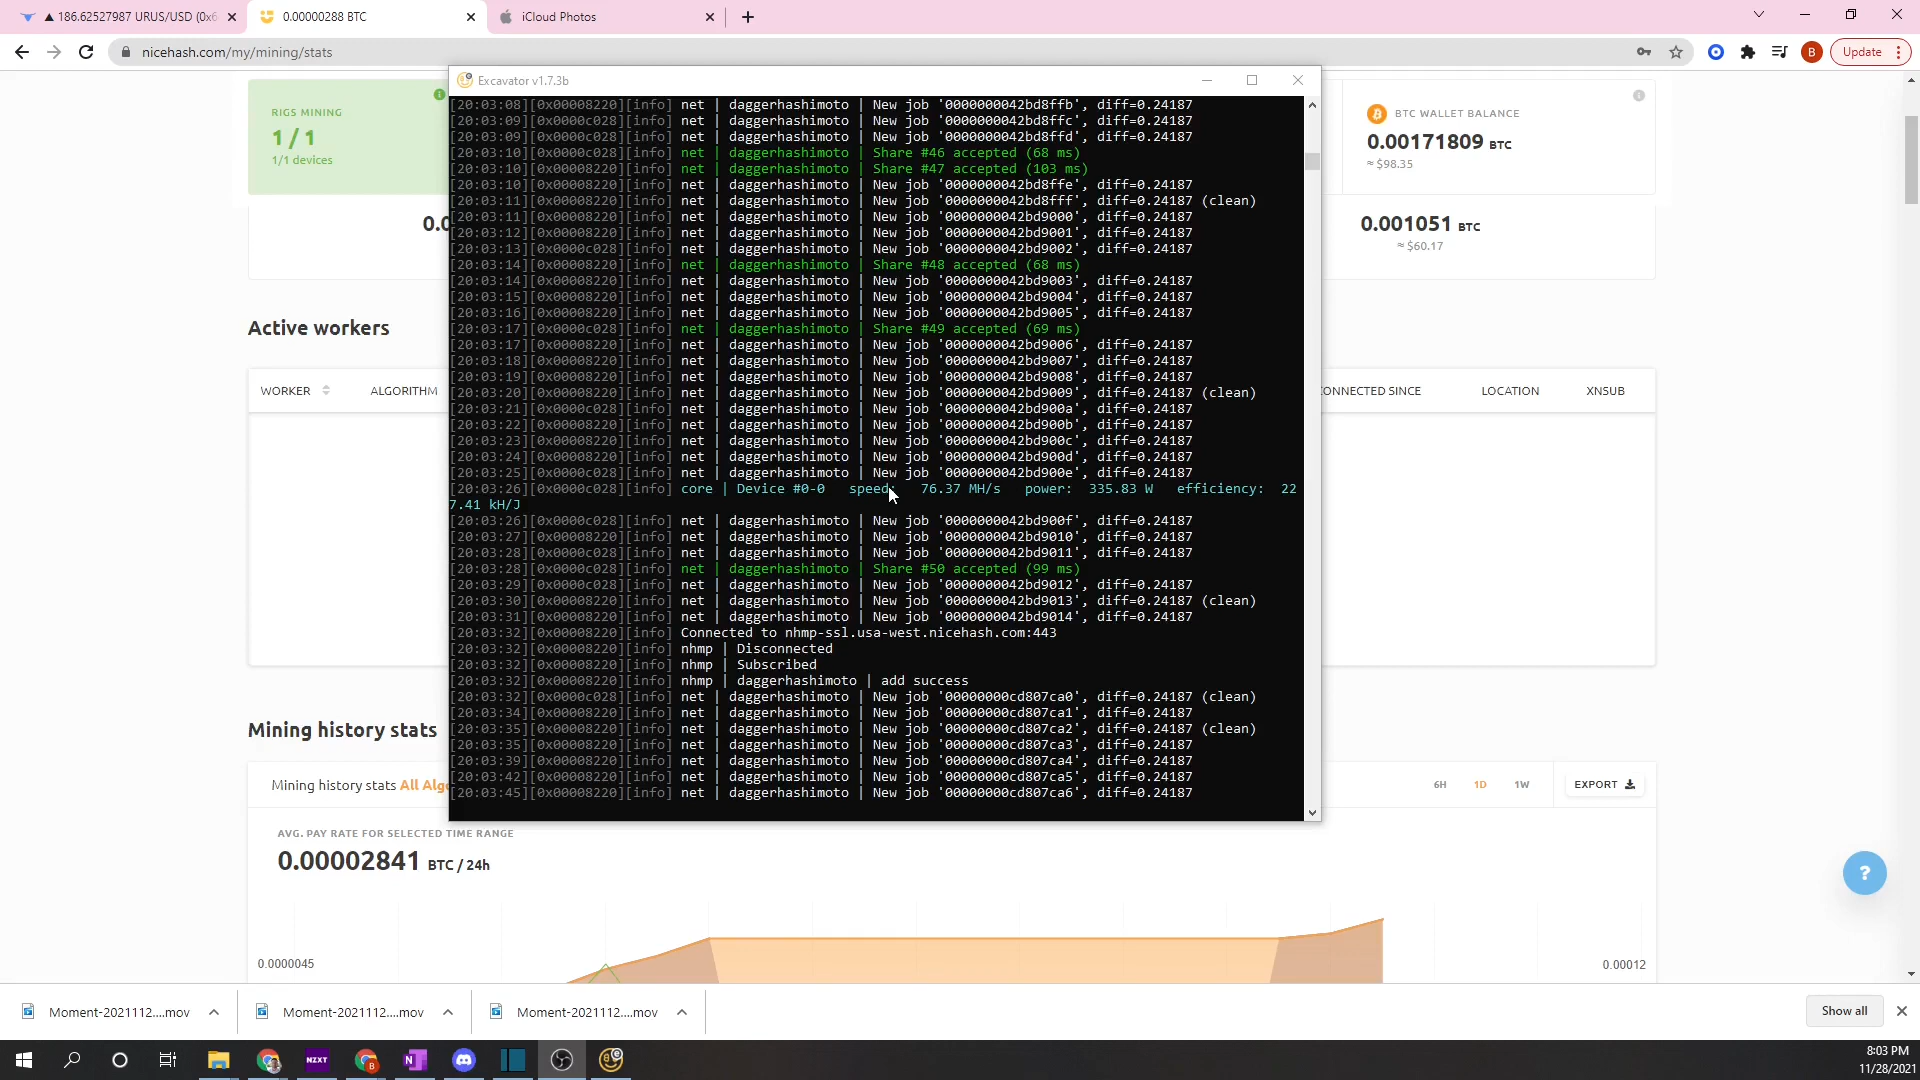 ▲ 186.62527987 URUS/USD (0x6
0.00000288 BTC
iCloud Photos
nicehash.com/my/mining/stats
B
Update
RIGS MINING
1 / 1
1/1 devices
0.0
BTC WALLET BALANCE
0.00171809 BTC
≈ $98.35
0.001051 BTC
≈ $60.17
Active workers
WORKER
ALGORITHM
CONNECTED SINCE
LOCATION
XNSUB
Excavator v1.7.3b
[20:03:08][0x00008220][info] net | daggerhashimoto | New job '0000000042bd8ffb', diff=0.24187
[20:03:09][0x0000c028][info] net | daggerhashimoto | New job '0000000042bd8ffc', diff=0.24187
[20:03:09][0x0000c028][info] net | daggerhashimoto | New job '0000000042bd8ffd', diff=0.24187
[20:03:10][0x0000c028][info] net | daggerhashimoto | Share #46 accepted (68 ms)
[20:03:10][0x0000c028][info] net | daggerhashimoto | Share #47 accepted (103 ms)
[20:03:10][0x00008220][info] net | daggerhashimoto | New job '0000000042bd8ffe', diff=0.24187
[20:03:11][0x0000c028][info] net | daggerhashimoto | New job '0000000042bd8fff', diff=0.24187 (clean)
[20:03:11][0x00008220][info] net | daggerhashimoto | New job '0000000042bd9000', diff=0.24187
[20:03:12][0x00008220][info] net | daggerhashimoto | New job '0000000042bd9001', diff=0.24187
[20:03:13][0x0000c028][info] net | daggerhashimoto | New job '0000000042bd9002', diff=0.24187
[20:03:14][0x00008220][info] net | daggerhashimoto | Share #48 accepted (68 ms)
[20:03:14][0x0000c028][info] net | daggerhashimoto | New job '0000000042bd9003', diff=0.24187
[20:03:15][0x00008220][info] net | daggerhashimoto | New job '0000000042bd9004', diff=0.24187
[20:03:16][0x00008220][info] net | daggerhashimoto | New job '0000000042bd9005', diff=0.24187
[20:03:17][0x0000c028][info] net | daggerhashimoto | Share #49 accepted (69 ms)
[20:03:17][0x00008220][info] net | daggerhashimoto | New job '0000000042bd9006', diff=0.24187
[20:03:18][0x00008220][info] net | daggerhashimoto | New job '0000000042bd9007', diff=0.24187
[20:03:19][0x0000c028][info] net | daggerhashimoto | New job '0000000042bd9008', diff=0.24187
[20:03:20][0x0000c028][info] net | daggerhashimoto | New job '0000000042bd9009', diff=0.24187 (clean)
[20:03:21][0x0000c028][info] net | daggerhashimoto | New job '0000000042bd900a', diff=0.24187
[20:03:22][0x0000c028][info] net | daggerhashimoto | New job '0000000042bd900b', diff=0.24187
[20:03:23][0x0000c028][info] net | daggerhashimoto | New job '0000000042bd900c', diff=0.24187
[20:03:24][0x00008220][info] net | daggerhashimoto | New job '0000000042bd900d', diff=0.24187
[20:03:25][0x0000c028][info] net | daggerhashimoto | New job '0000000042bd900e', diff=0.24187
[20:03:26][0x0000c028][info] core | Device #0-0 speed: 76.37 MH/s power: 335.83 W efficiency: 22
7.41 kH/J
[20:03:26][0x0000c028][info] net | daggerhashimoto | New job '0000000042bd900f', diff=0.24187
[20:03:27][0x00008220][info] net | daggerhashimoto | New job '0000000042bd9010', diff=0.24187
[20:03:28][0x0000c028][info] net | daggerhashimoto | New job '0000000042bd9011', diff=0.24187
[20:03:28][0x0000c028][info] net | daggerhashimoto | Share #50 accepted (99 ms)
[20:03:29][0x00008220][info] net | daggerhashimoto | New job '0000000042bd9012', diff=0.24187
[20:03:30][0x0000c028][info] net | daggerhashimoto | New job '0000000042bd9013', diff=0.24187 (clean)
[20:03:31][0x00008220][info] net | daggerhashimoto | New job '0000000042bd9014', diff=0.24187
[20:03:32][0x00008220][info] Connected to nhmp-ssl.usa-west.nicehash.com:443
[20:03:32][0x00008220][info] nhmp | Disconnected
[20:03:32][0x00008220][info] nhmp | Subscribed
[20:03:32][0x00008220][info] nhmp | daggerhashimoto | add success
[20:03:32][0x0000c028][info] net | daggerhashimoto | New job '00000000cd807ca0', diff=0.24187 (clean)
[20:03:34][0x00008220][info] net | daggerhashimoto | New job '00000000cd807ca1', diff=0.24187
[20:03:35][0x00008220][info] net | daggerhashimoto | New job '00000000cd807ca2', diff=0.24187 (clean)
[20:03:35][0x00008220][info] net | daggerhashimoto | New job '00000000cd807ca3', diff=0.24187
[20:03:39][0x00008220][info] net | daggerhashimoto | New job '00000000cd807ca4', diff=0.24187
[20:03:42][0x00008220][info] net | daggerhashimoto | New job '00000000cd807ca5', diff=0.24187
[20:03:45][0x00008220][info] net | daggerhashimoto | New job '00000000cd807ca6', diff=0.24187
Mining history stats
Mining history stats All Algo
6H
1D
1W
EXPORT
AVG. PAY RATE FOR SELECTED TIME RANGE
0.00002841 BTC / 24h
0.0000045
0.00012
?
Moment-2021112....mov
Moment-2021112....mov
Moment-2021112....mov
Show all
NZXT
B
N
8:03 PM
11/28/2021